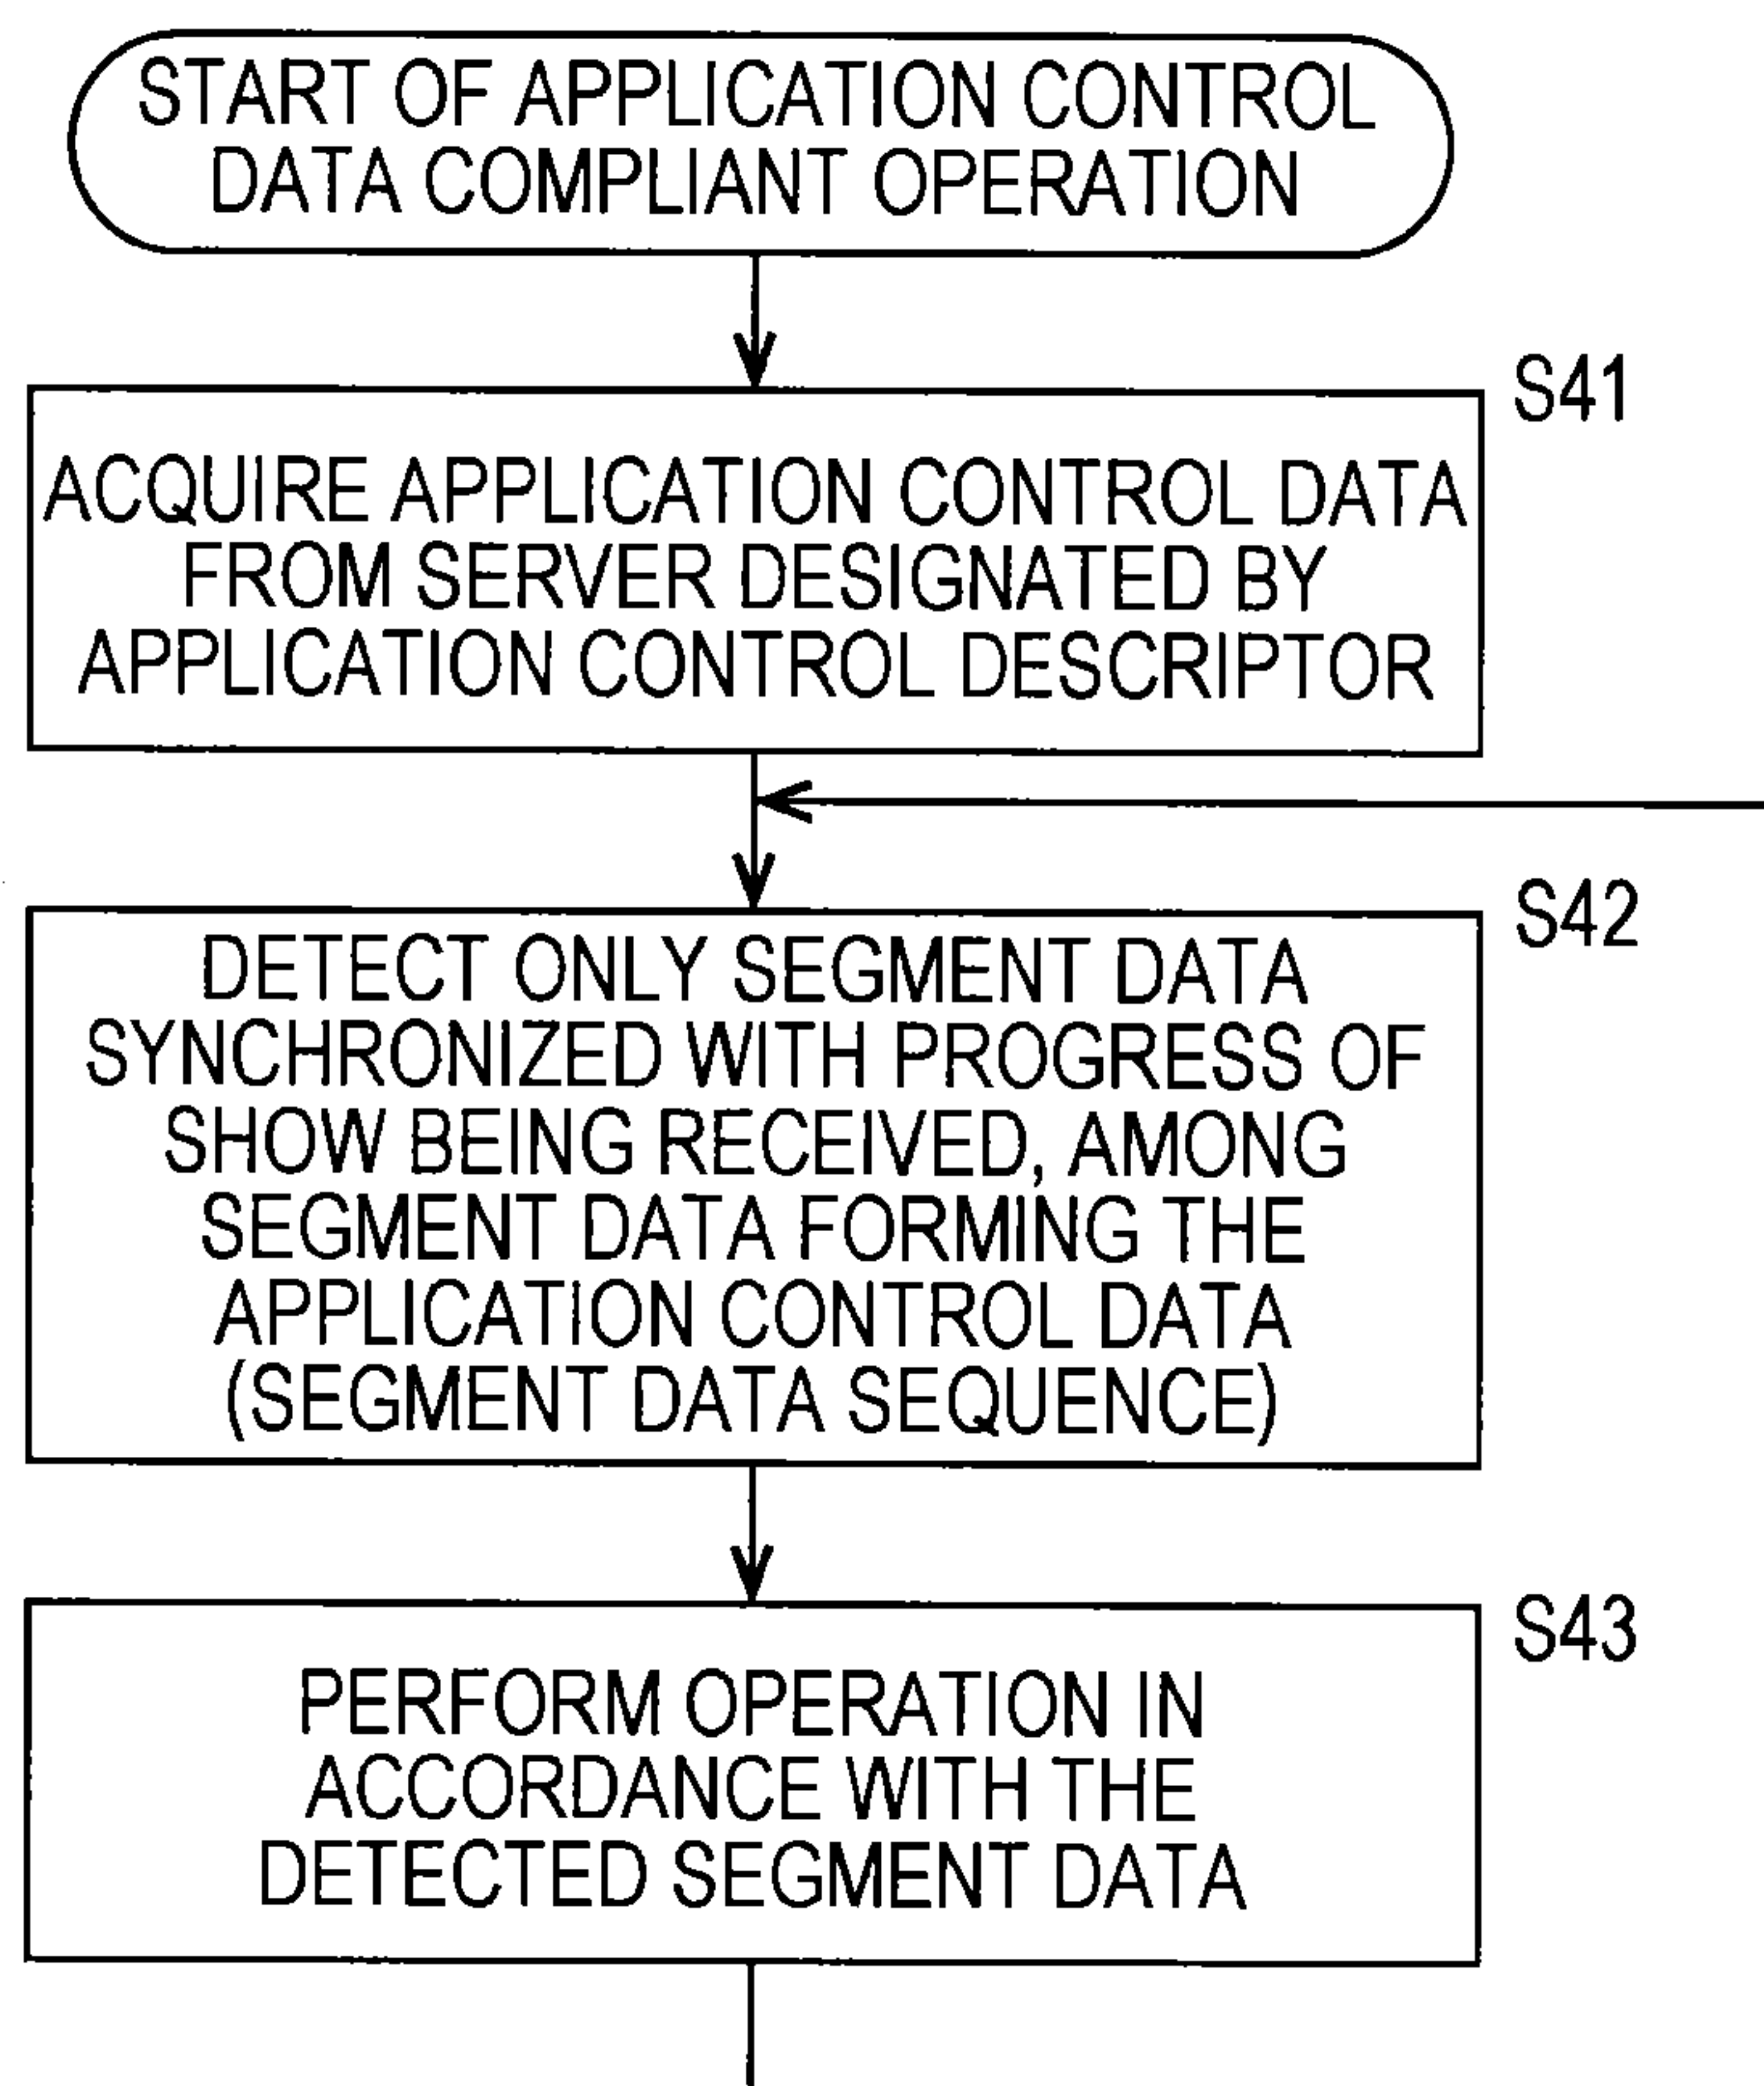 START OF APPLICATION CONTROL
DATA COMPLIANT OPERATION
S41
ACQUIRE APPLICATION CONTROL DATA
FROM SERVER DESIGNATED BY
APPLICATION CONTROL DESCRIPTOR
S42
DETECT ONLY SEGMENT DATA
SYNCHRONIZED WITH PROGRESS OF
SHOW BEING RECEIVED, AMONG
SEGMENT DATA FORMING THE
APPLICATION CONTROL DATA
(SEGMENT DATA SEQUENCE)
S43
PERFORM OPERATION IN
ACCORDANCE WITH THE
DETECTED SEGMENT DATA